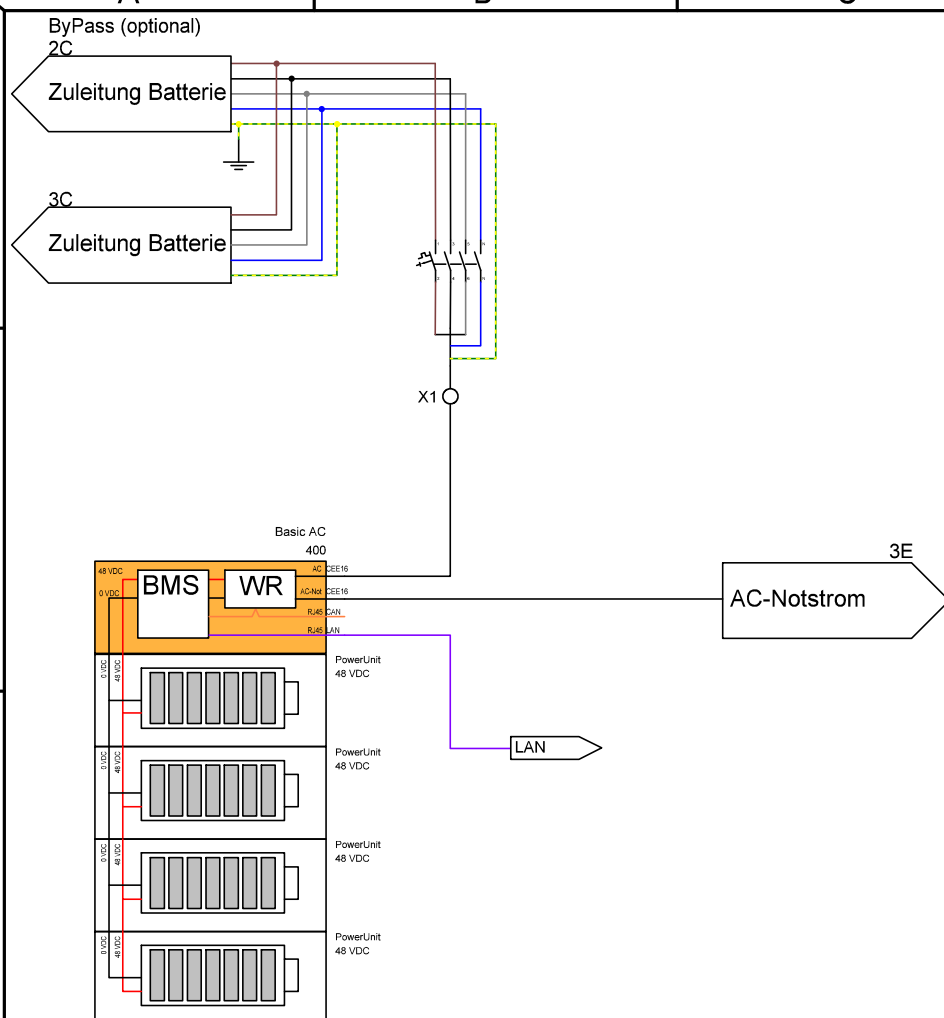 ByPass (optional)
2C
Zuleitung Batterie
3C
Zuleitung Batterie
X1
Basic AC
400
48 VDC
0 VDC
BMS
WR
AC CEE16
AC-Not CEE16
RJ45 CAN
RJ45 LAN
3E
AC-Notstrom
LAN
0 VDC
48 VDC
PowerUnit
48 VDC
0 VDC
48 VDC
PowerUnit
48 VDC
0 VDC
48 VDC
PowerUnit
48 VDC
0 VDC
48 VDC
PowerUnit
48 VDC